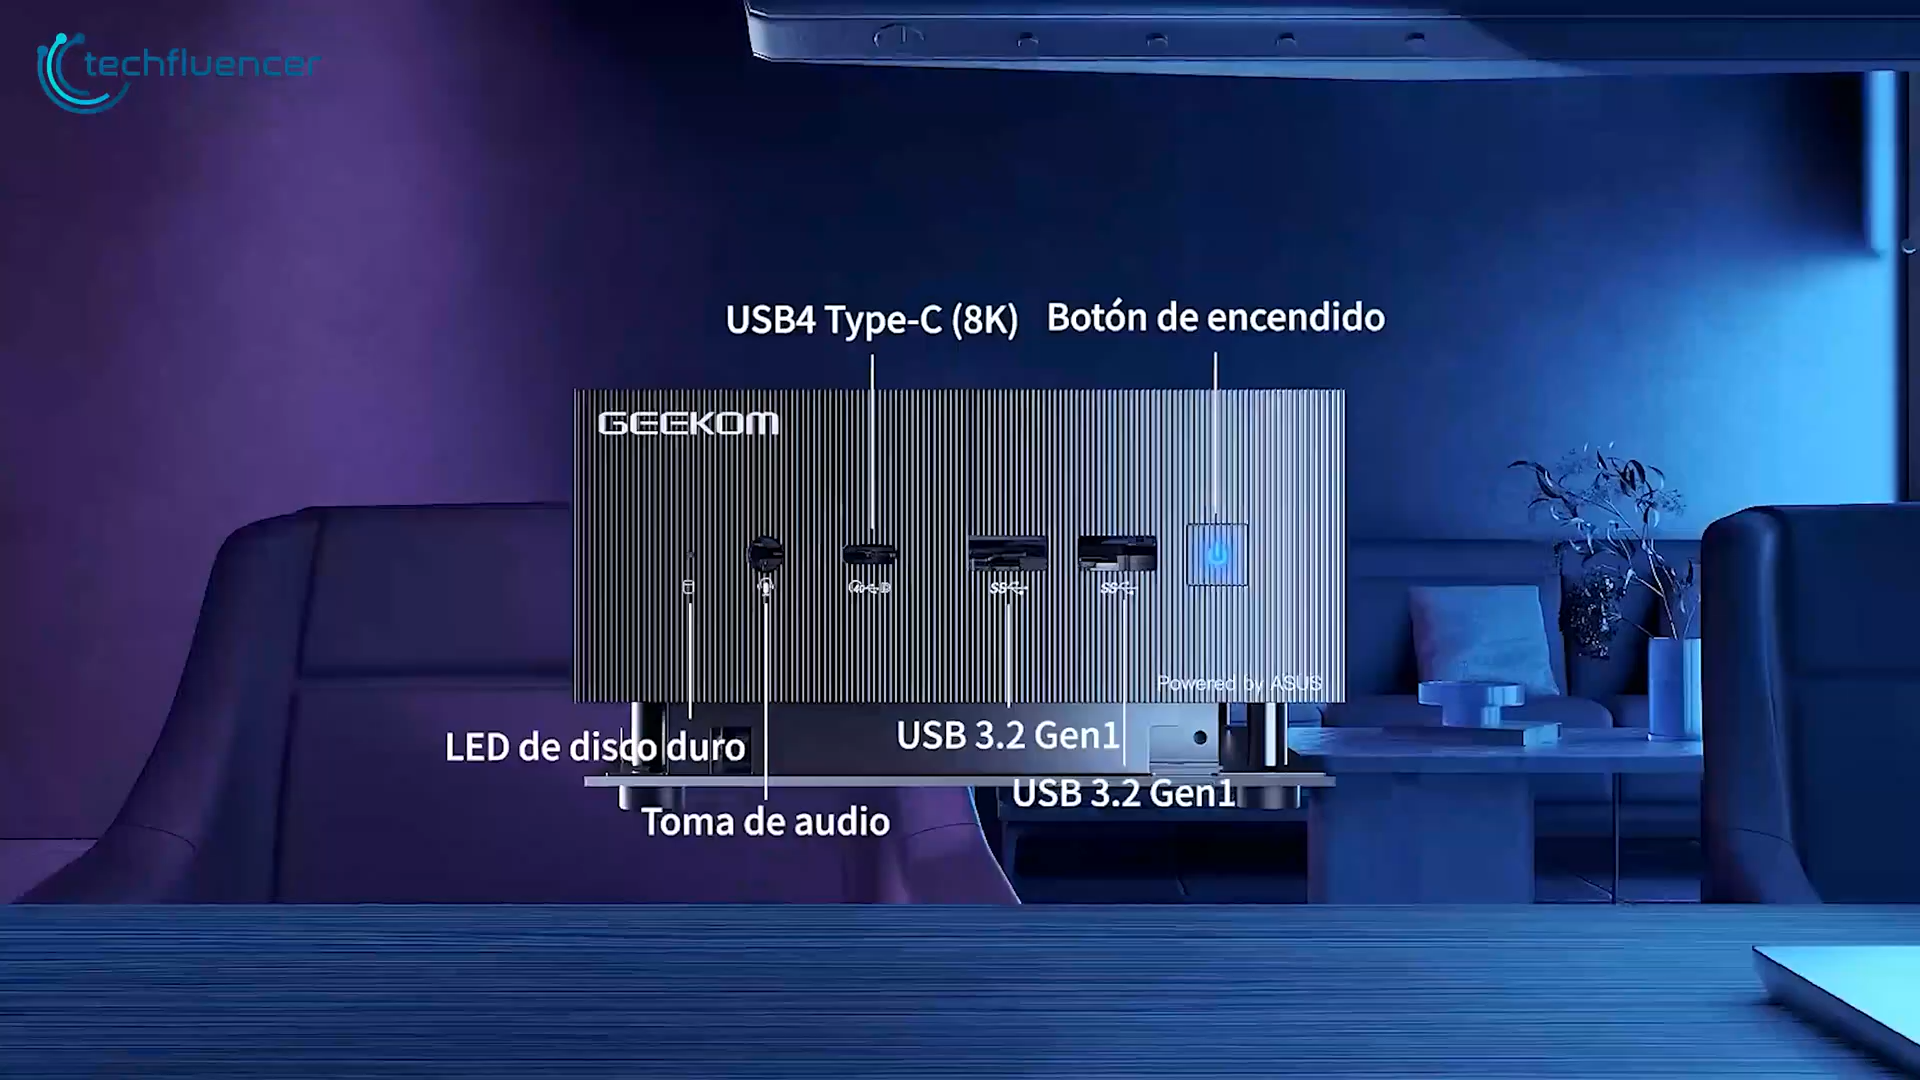 techfluencer
USB4 Type-C (8K)
Botón de encendido
GEEKOM
Powered by ASUS
LED de disco duro
USB 3.2 Gen1
USB 3.2 Gen1
Toma de audio